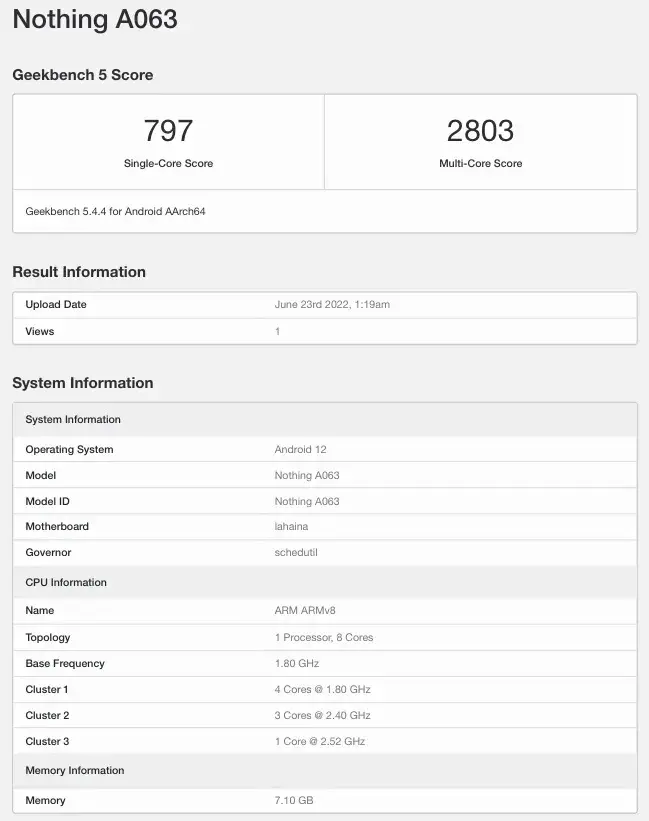 Nothing A063
Geekbench 5 Score
797 2803
Single-Core Score Multi-Core Score
Geekbench 5.4.4 for Android AArch64
Result Information
Upload Date June 23rd 2022, 1:19am
Views 1
System Information
System Information
Operating System Android 12
Model Nothing A063
Model ID Nothing A063
Motherboard lahaina
Governor schedutil
CPU Information
Name ARM ARMv8
Topology 1 Processor, 8 Cores
Base Frequency 1.80 GHz
Cluster 1 4 Cores @ 1.80 GHz
Cluster 2 3 Cores @ 2.40 GHz
Cluster 3 1 Core @ 2.52 GHz
Memory Information
Memory 7.10 GB